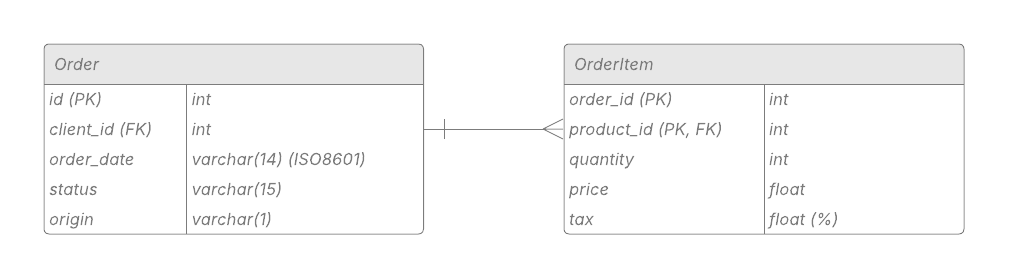 Order
id (PK) int
client_id (FK) int
order_date varchar(14) (ISO8601)
status varchar(15)
origin varchar(1)
OrderItem
order_id (PK) int
product_id (PK, FK) int
quantity int
price float
tax float (%)